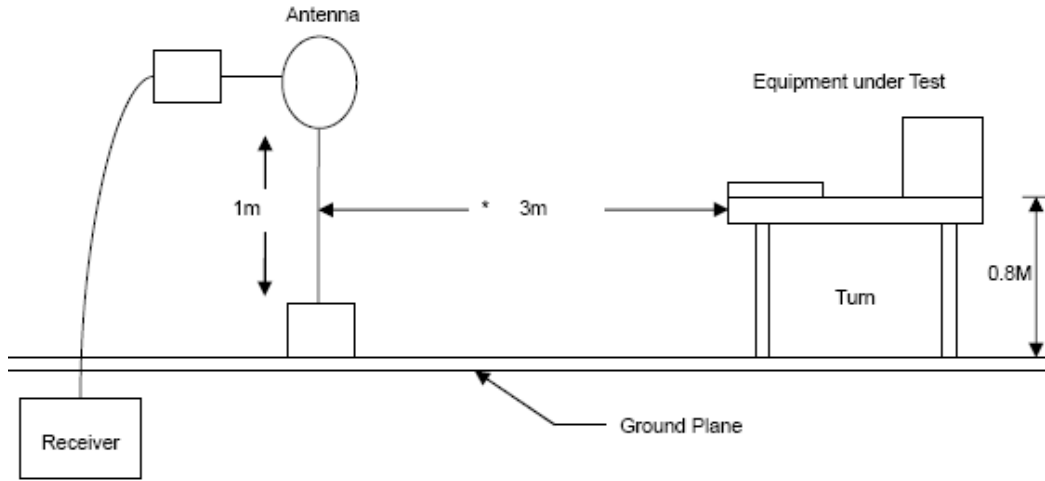 Antenna
Equipment under Test
1m
* 3m
0.8M
Turn
Ground Plane
Receiver